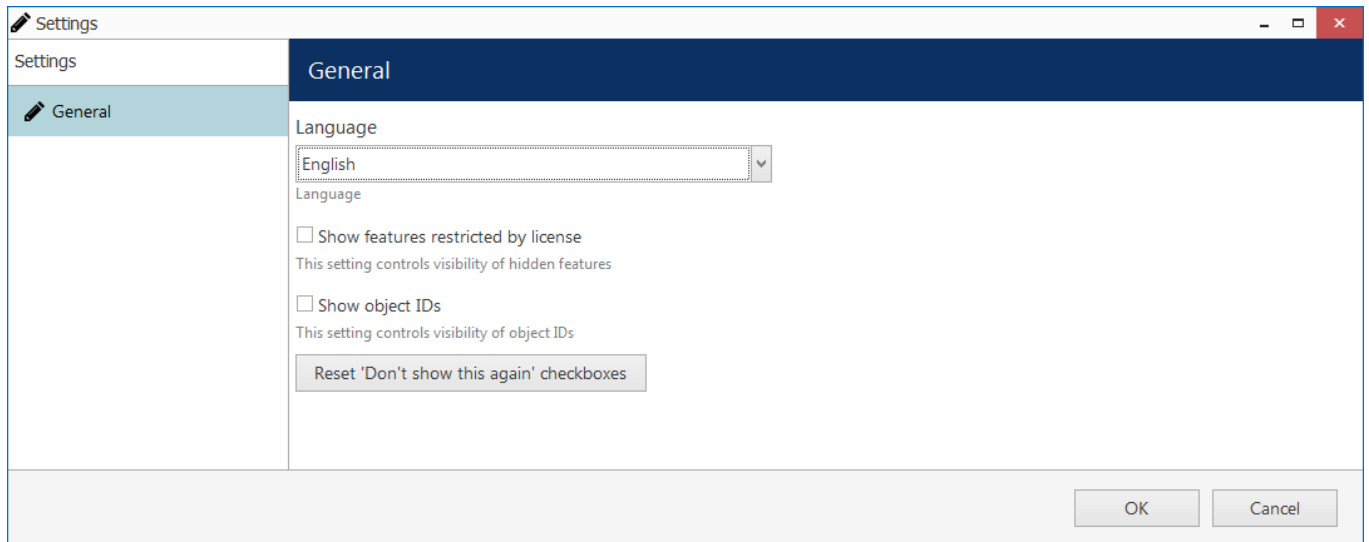 Settings
Settings
General
General
Language
English
Language
Show features restricted by license
This setting controls visibility of hidden features
Show object IDs
This setting controls visibility of object IDs
Reset 'Don't show this again' checkboxes
OK
Cancel